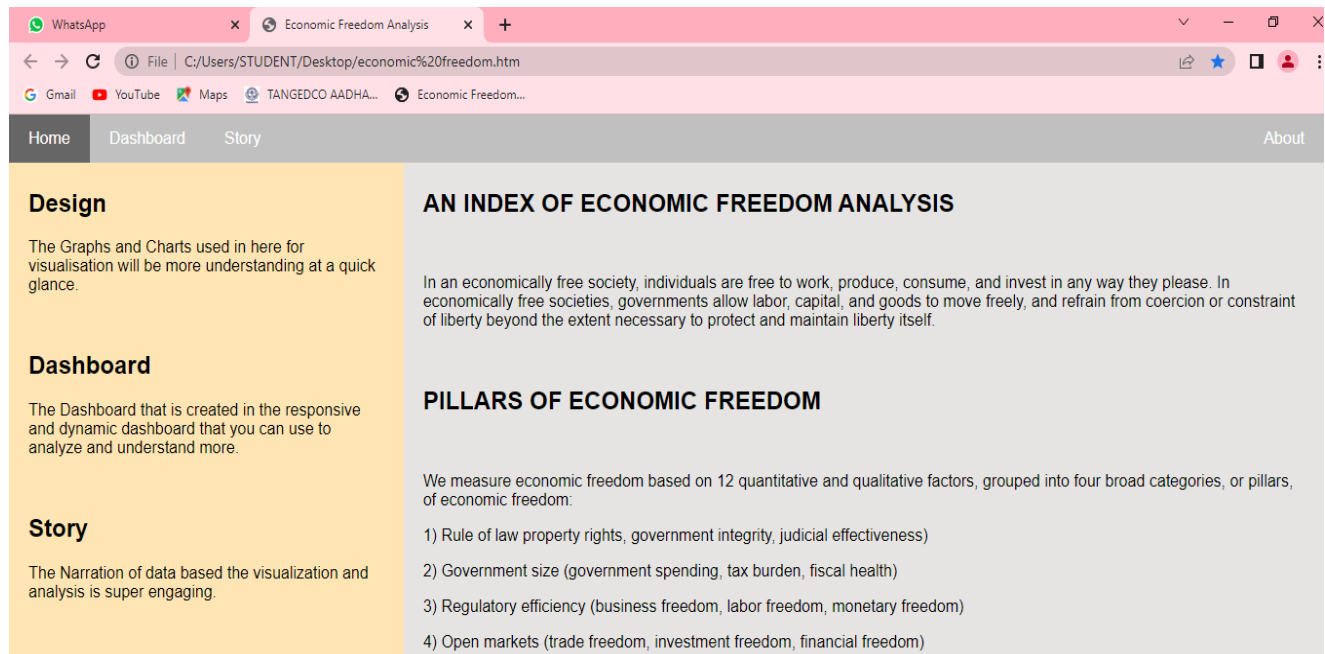 WhatsApp
Economic Freedom Analysis
File | C:/Users/STUDENT/Desktop/economic%20freedom.htm
Gmail YouTube Maps TANGEDCO AADHA... Economic Freedom...
Home Dashboard Story About
Design
The Graphs and Charts used in here for
visualisation will be more understanding at a quick
glance.
Dashboard
The Dashboard that is created in the responsive
and dynamic dashboard that you can use to
analyze and understand more.
Story
The Narration of data based the visualization and
analysis is super engaging.
AN INDEX OF ECONOMIC FREEDOM ANALYSIS
In an economically free society, individuals are free to work, produce, consume, and invest in any way they please. In
economically free societies, governments allow labor, capital, and goods to move freely, and refrain from coercion or constraint
of liberty beyond the extent necessary to protect and maintain liberty itself.
PILLARS OF ECONOMIC FREEDOM
We measure economic freedom based on 12 quantitative and qualitative factors, grouped into four broad categories, or pillars,
of economic freedom:
1) Rule of law property rights, government integrity, judicial effectiveness)
2) Government size (government spending, tax burden, fiscal health)
3) Regulatory efficiency (business freedom, labor freedom, monetary freedom)
4) Open markets (trade freedom, investment freedom, financial freedom)